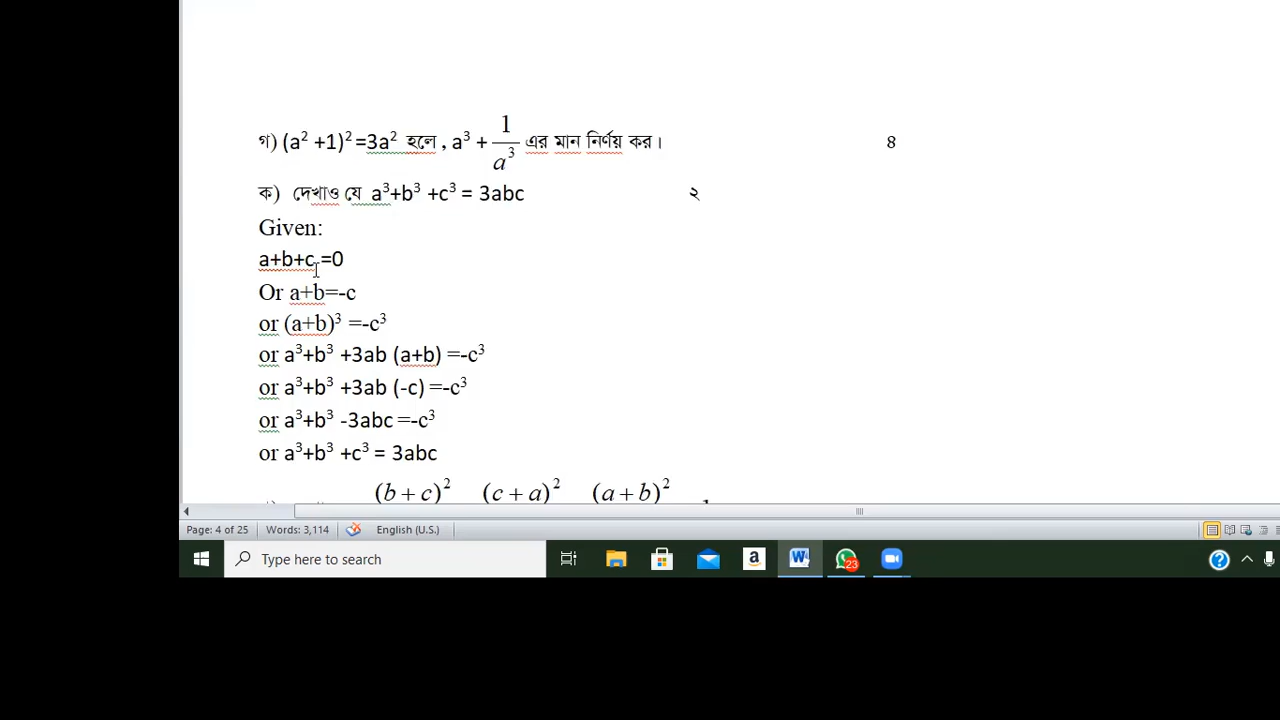 গ) (a² +1)²=3a² হলে , a³ + 1/a³ এর মান নির্ণয় কর। ৪
ক) দেখাও যে a³+b³ +c³ = 3abc ২
Given:
a+b+c =0
Or a+b=-c
or (a+b)³ =-c³
or a³+b³ +3ab (a+b) =-c³
or a³+b³ +3ab (-c) =-c³
or a³+b³ -3abc =-c³
or a³+b³ +c³ = 3abc
(b + c)² (c + a)² (a + b)²
Page: 4 of 25 Words: 3,114 English (U.S.)
Type here to search
a W 23 ?